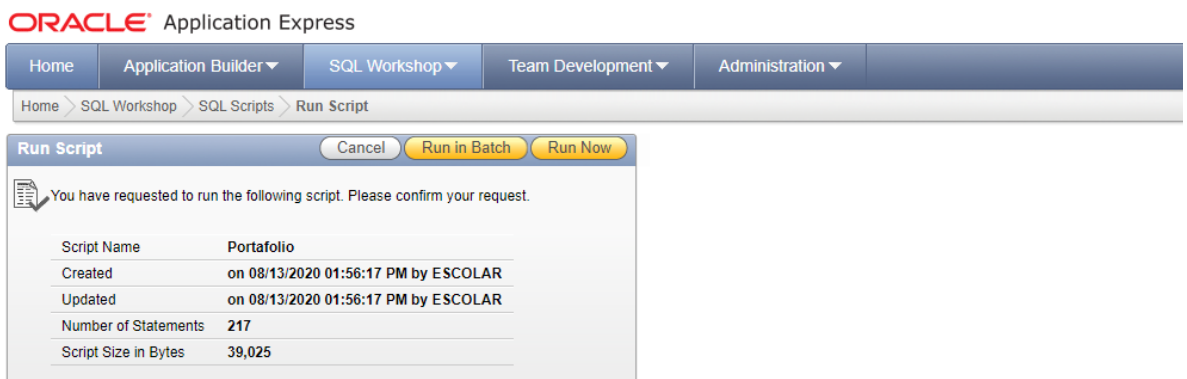 ORACLE Application Express
Home Application Builder SQL Workshop Team Development Administration
Home SQL Workshop SQL Scripts Run Script
Run Script Cancel Run in Batch Run Now
You have requested to run the following script. Please confirm your request.
Script Name Portafolio
Created on 08/13/2020 01:56:17 PM by ESCOLAR
Updated on 08/13/2020 01:56:17 PM by ESCOLAR
Number of Statements 217
Script Size in Bytes 39,025